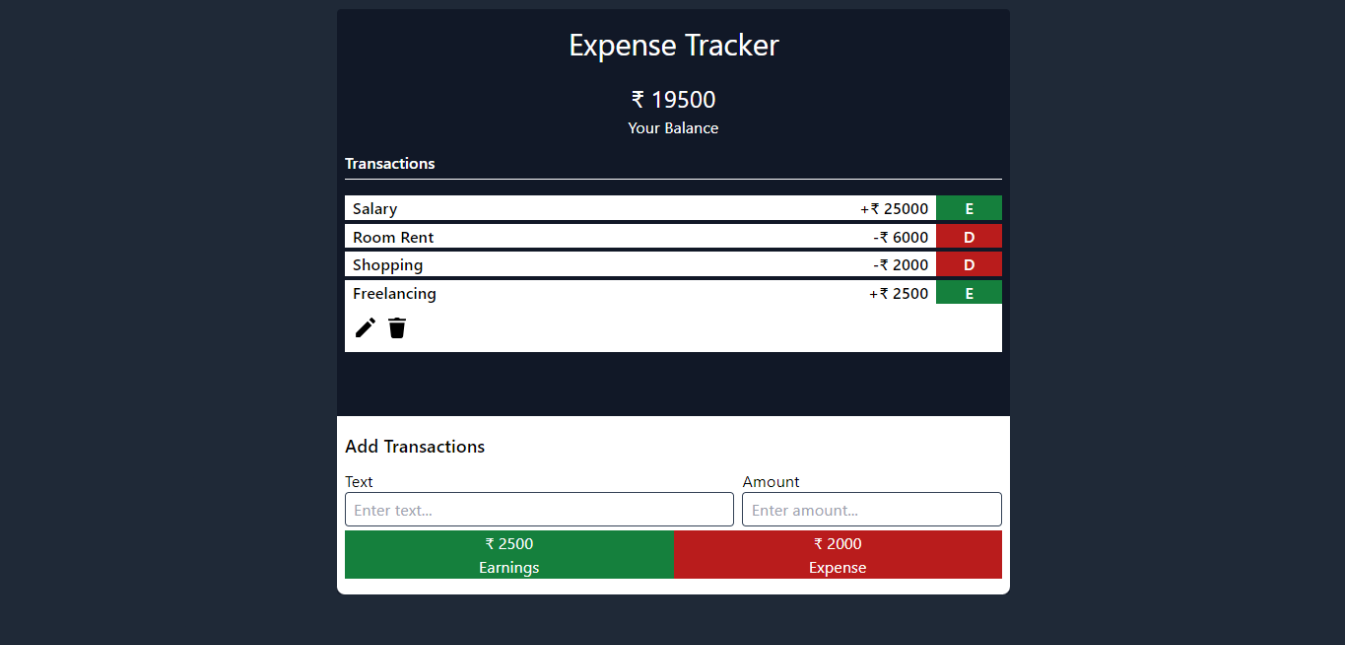 Expense Tracker
₹ 19500
Your Balance
Transactions
Salary +₹ 25000 E
Room Rent -₹ 6000 D
Shopping -₹ 2000 D
Freelancing +₹ 2500 E
Add Transactions
Text Amount
Enter text... Enter amount...
₹ 2500 ₹ 2000
Earnings Expense